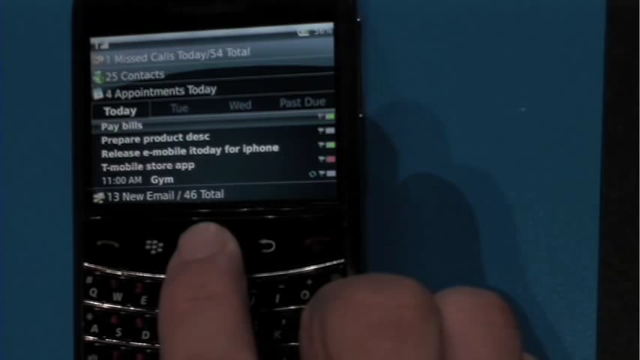 1 Missed Calls Today/54 Total
25 Contacts
4 Appointments Today
Today Tue Wed Past Due
Pay bills
Prepare product desc
Release e-mobile itoday for iphone
T-mobile store app
11:00 AM Gym
13 New Email / 46 Total
Q W E U I O
A S D K